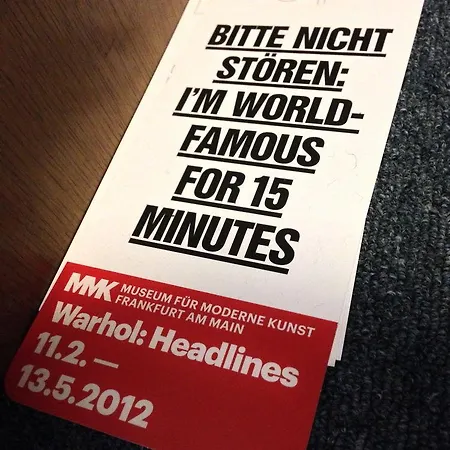 BITTE NICHT
STÖREN:
I'M WORLD-
FAMOUS
FOR 15
MINUTES
MMK MUSEUM FÜR MODERNE KUNST
FRANKFURT AM MAIN
Warhol: Headlines
11.2. —
13.5.2012